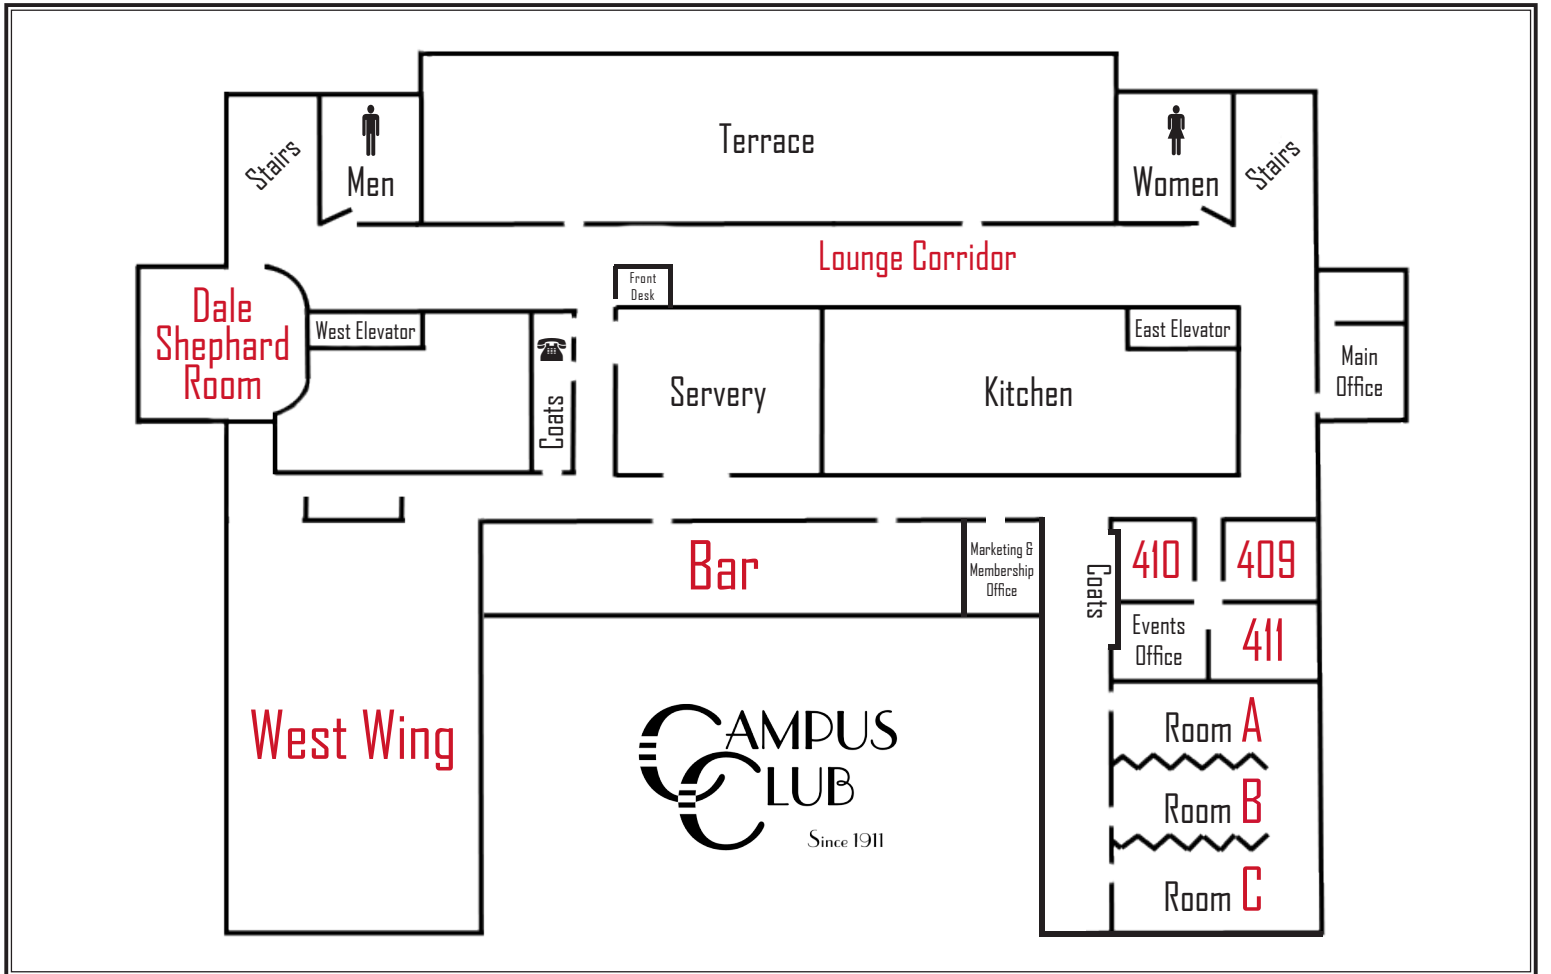 Terrace
Stairs
Men
Women
Stairs
Lounge Corridor
Front
Desk
Dale
Shephard
Room
West Elevator
East Elevator
Main
Office
Servery
Kitchen
Coats
Bar
Marketing &
Membership
Office
Coats
410
409
Events
Office
411
West Wing
CAMPUS
CLUB
Since 1911
Room A
Room B
Room C